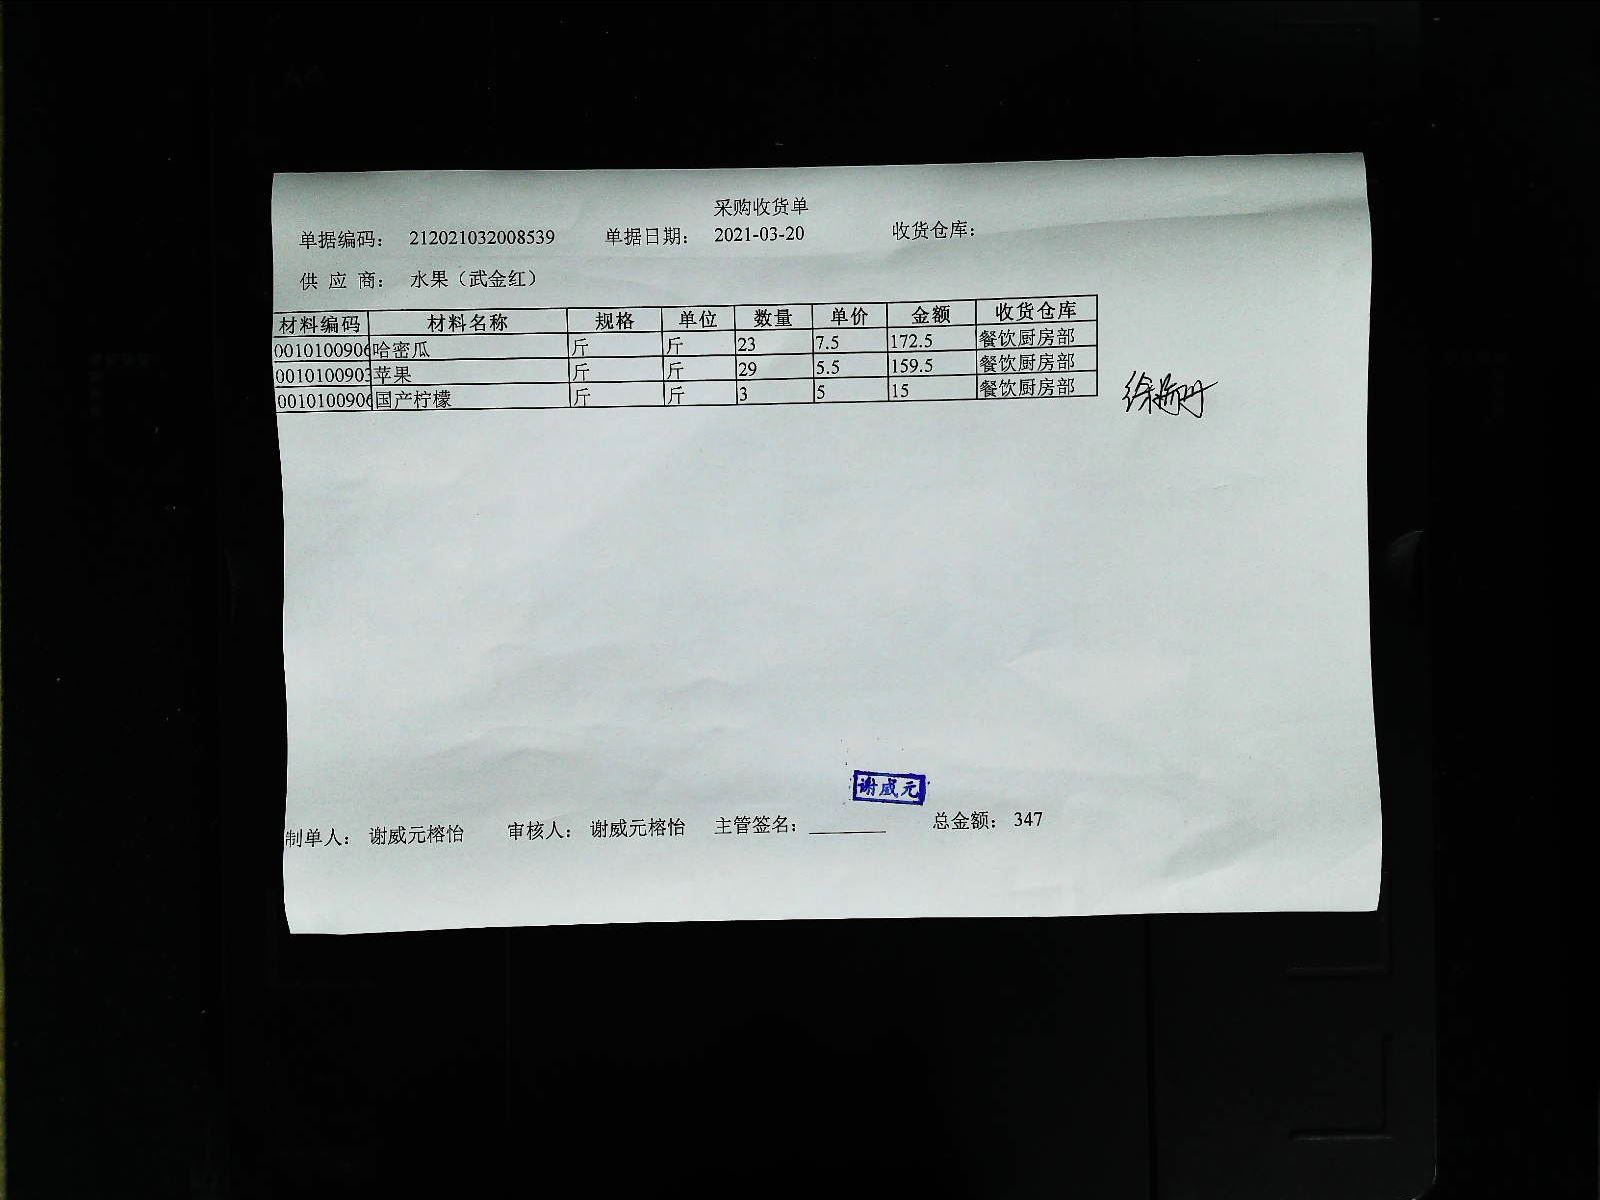 采购收货单
单据编码： 212021032008539 单据日期： 2021-03-20 收货仓库：
供 应 商： 水果（武金红）
材料编码 材料名称 规格 单位 数量 单价 金额 收货仓库
0010100906 哈密瓜 斤 斤 23 7.5 172.5 餐饮厨房部
0010100903 苹果 斤 斤 29 5.5 159.5 餐饮厨房部
0010100906 国产柠檬 斤 斤 3 5 15 餐饮厨房部
谢威元
制单人： 谢威元榕怡 审核人： 谢威元榕怡 主管签名：________ 总金额： 347